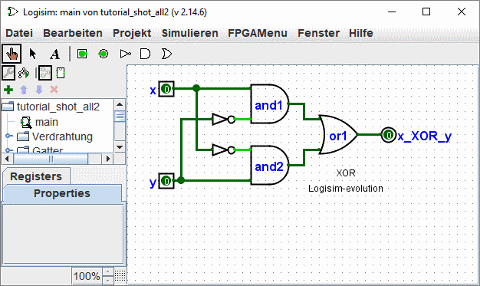 Logisim: main von tutorial_shot_all2 (v 2.14.6)
Datei Bearbeiten Projekt Simulieren FPGAMenu Fenster Hilfe
A
tutorial_shot_all2
main
Verdrahtung
Gatter
Registers
Properties
100%
x 0
and1
or1
0 x_XOR_y
and2
y 0
XOR
Logisim-evolution